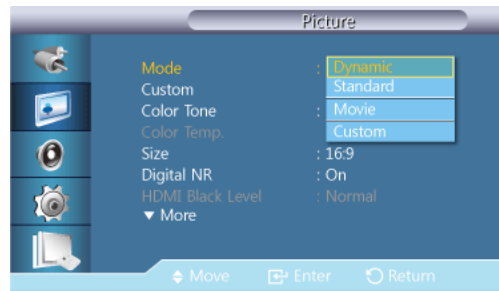 Picture
Mode : Dynamic
Custom Standard
Color Tone : Movie
Color Temp. Custom
Size : 16:9
Digital NR : On
HDMI Black Level : Normal
▼ More
Move Enter Return